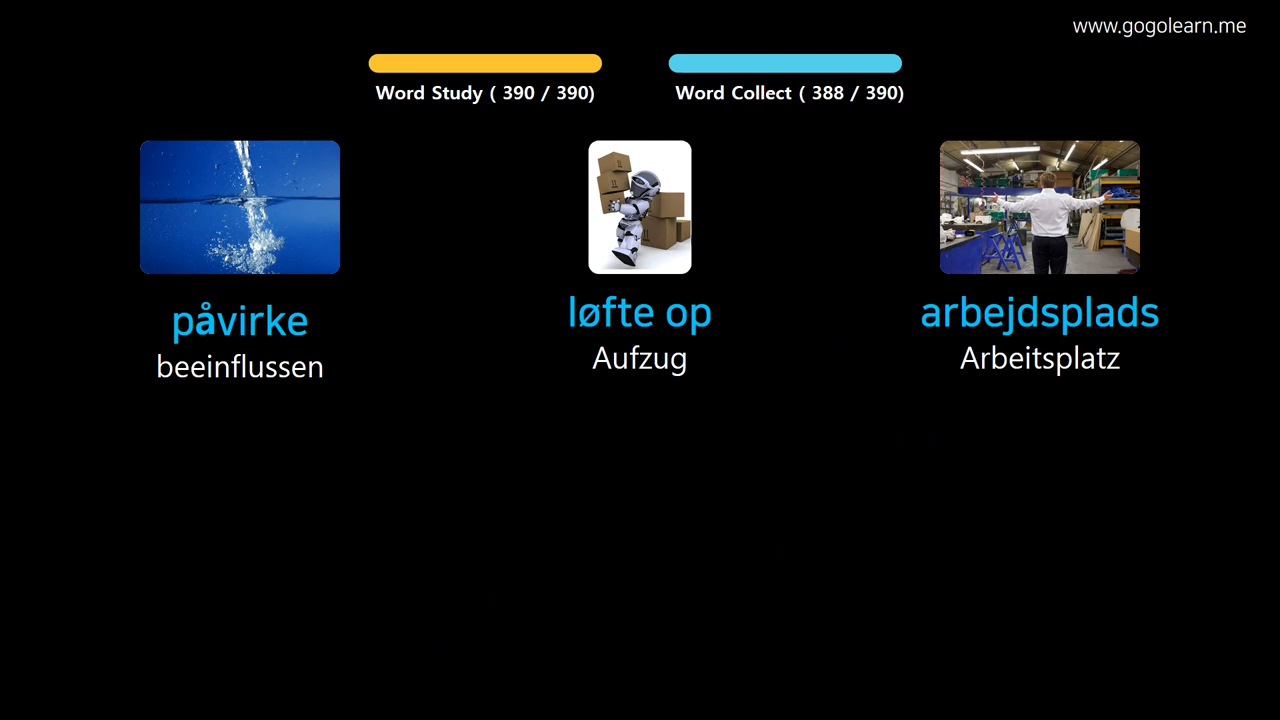 www.gogolearn.me
Word Study ( 390 / 390)
Word Collect ( 388 / 390)
påvirke
beeinflussen
løfte op
Aufzug
arbejdsplads
Arbeitsplatz